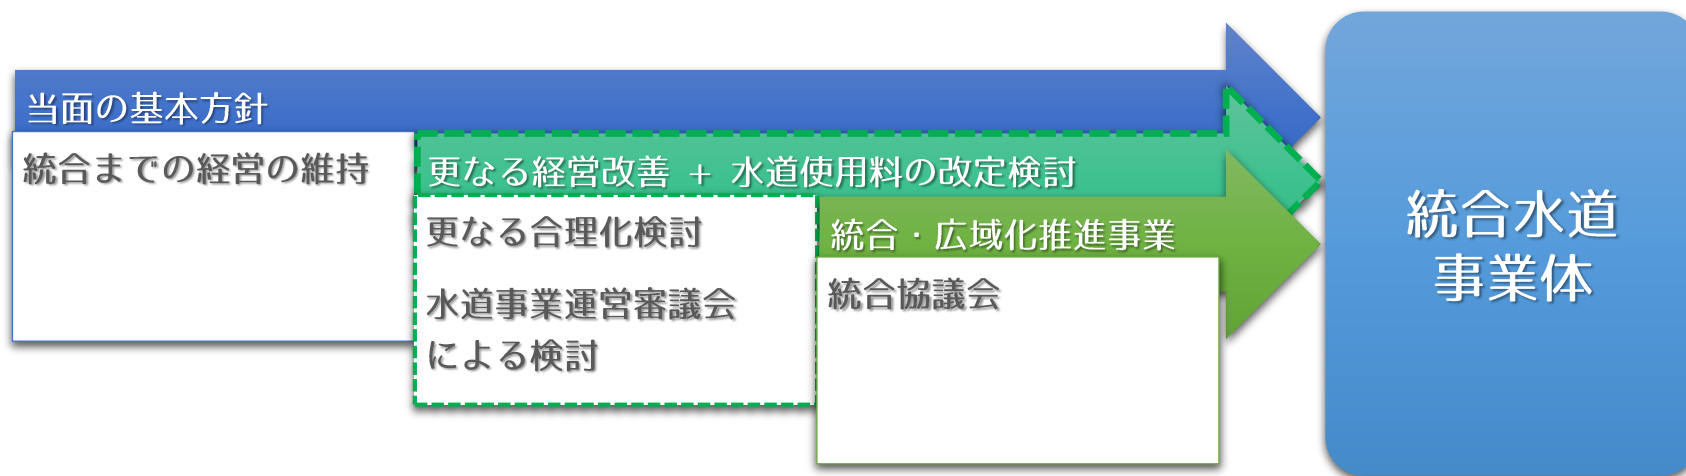 当面の基本方針
統合までの経営の維持
更なる経営改善 + 水道使用料の改定検討
更なる合理化検討
水道事業運営審議会
による検討
統合・広域化推進事業
統合協議会
統合水道
事業体